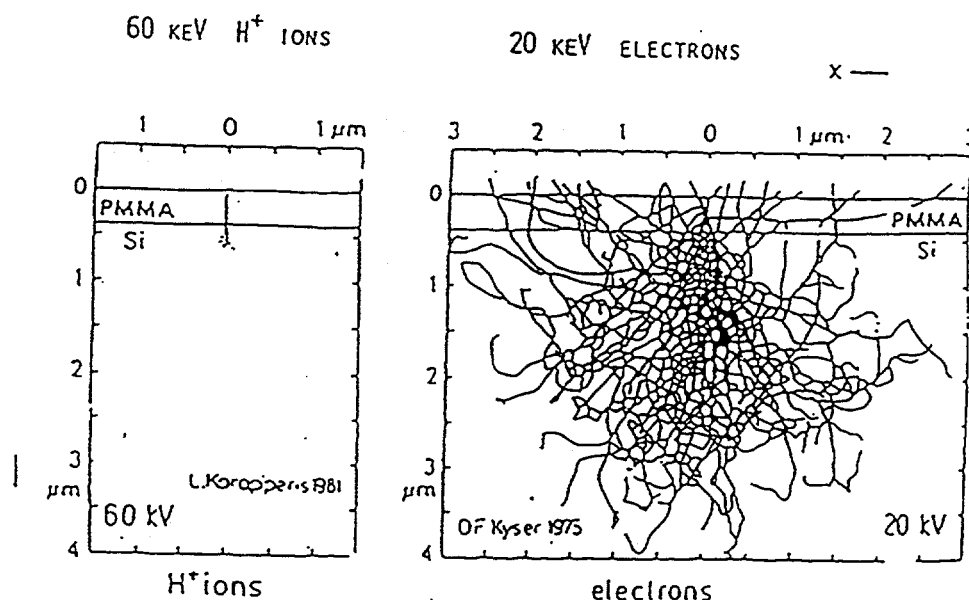 60 KEV H+ IONS
20 KEV ELECTRONS
X —
1 0 1 μm
3 2 1 0 1 μm. 2 3
0
PMMA
Si
1
2
3
μm
4
60 kV
H+ions
0
PMMA
Si
1
2
3
μm
4
DF Kyser 1975
20 kV
electrons